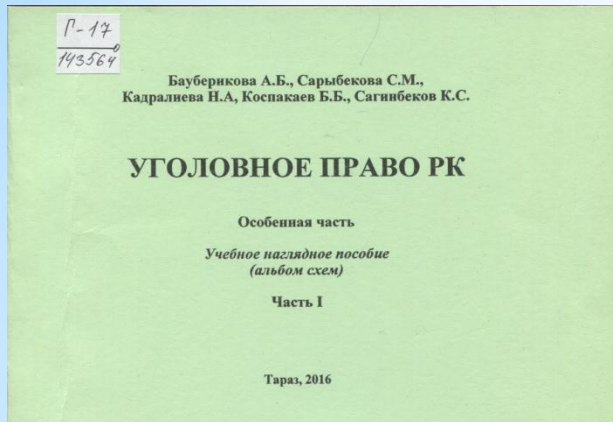 Г-17
143564
Бауберикова А.Б., Сарыбекова С.М.,
Кадралиева Н.А, Коспакаев Б.Б., Сагинбеков К.С.
УГОЛОВНОЕ ПРАВО РК
Особенная часть
Учебное наглядное пособие
(альбом схем)
Часть I
Тараз, 2016